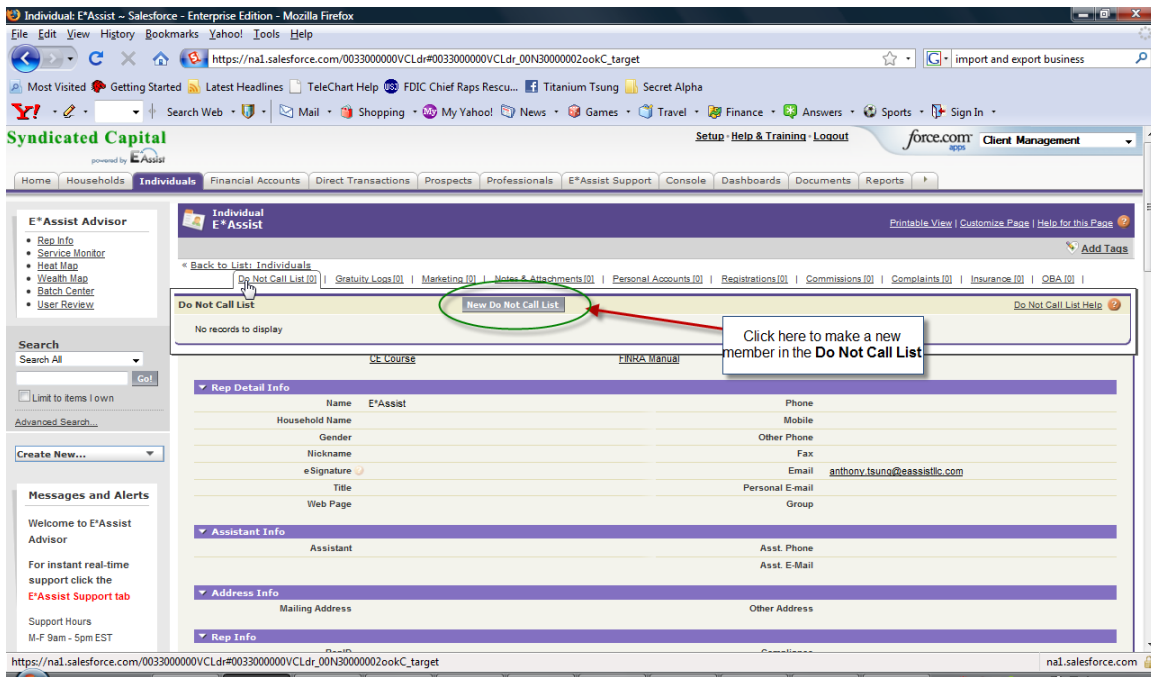 Individual: E*Assist ~ Salesforce - Enterprise Edition - Mozilla Firefox
File Edit View History Bookmarks Yahoo! Tools Help
https://na1.salesforce.com/0033000000VCLdr#0033000000VCLdr_00N30000002ookC_target
G import and export business
Most Visited Getting Started Latest Headlines TeleChart Help FDIC Chief Raps Rescu... Titanium Tsung Secret Alpha
Y! Search Web Mail Shopping My Yahoo! News Games Travel Finance Answers Sports Sign In
Syndicated Capital
powered by E*Assist
Setup · Help & Training · Logout
force.com apps
Client Management
Home Households Individuals Financial Accounts Direct Transactions Prospects Professionals E*Assist Support Console Dashboards Documents Reports
E*Assist Advisor
Rep Info
Service Monitor
Heat Map
Wealth Map
Batch Center
User Review
Search
Search All
Go!
Limit to items I own
Advanced Search...
Create New...
Messages and Alerts
Welcome to E*Assist
Advisor
For instant real-time
support click the
E*Assist Support tab
Support Hours
M-F 9am - 5pm EST
Individual
E*Assist
Printable View | Customize Page | Help for this Page
Add Tags
« Back to List: Individuals
Do Not Call List [0] | Gratuity Logs [0] | Marketing [0] | Notes & Attachments [0] | Personal Accounts [0] | Registrations [0] | Commissions [0] | Complaints [0] | Insurance [0] | OBA [0] |
Do Not Call List New Do Not Call List Do Not Call List Help
No records to display
Click here to make a new
member in the Do Not Call List
CE Course FINRA Manual
Rep Detail Info
Name E*Assist Phone
Household Name Mobile
Gender Other Phone
Nickname Fax
eSignature Email anthony.tsung@eassistllc.com
Title Personal E-mail
Web Page Group
Assistant Info
Assistant Asst. Phone
Asst. E-Mail
Address Info
Mailing Address Other Address
Rep Info
RepID Compliance
https://na1.salesforce.com/0033000000VCLdr#0033000000VCLdr_00N30000002ookC_target
na1.salesforce.com